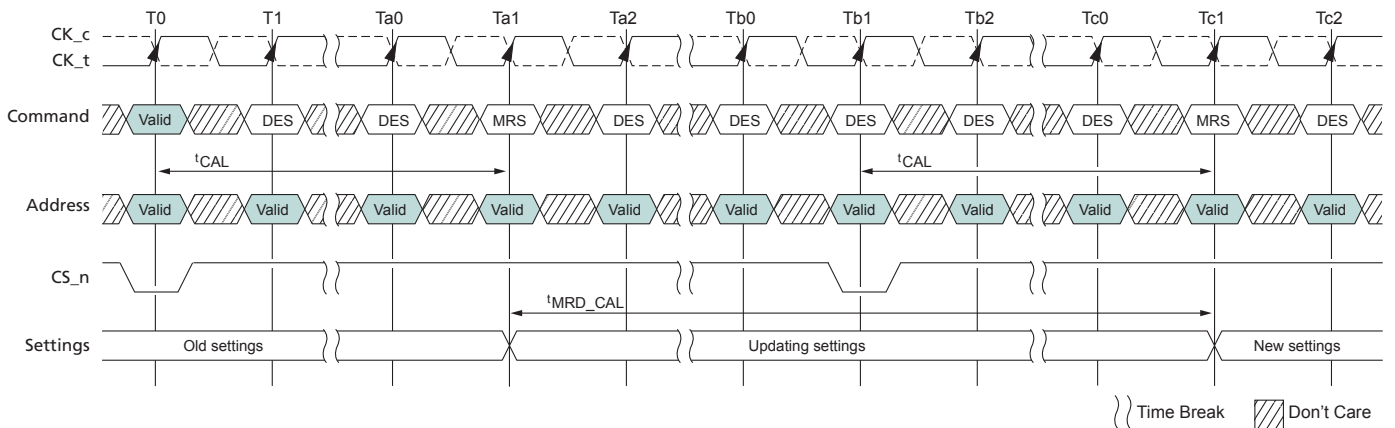 T0 T1 Ta0 Ta1 Ta2 Tb0 Tb1 Tb2 Tc0 Tc1 Tc2
CK_c
CK_t
Command Valid DES DES MRS DES DES DES DES DES MRS DES
tCAL tCAL
Address Valid Valid Valid Valid Valid Valid Valid Valid Valid Valid Valid
CS_n
tMRD_CAL
Settings Old settings Updating settings New settings
Time Break Don't Care